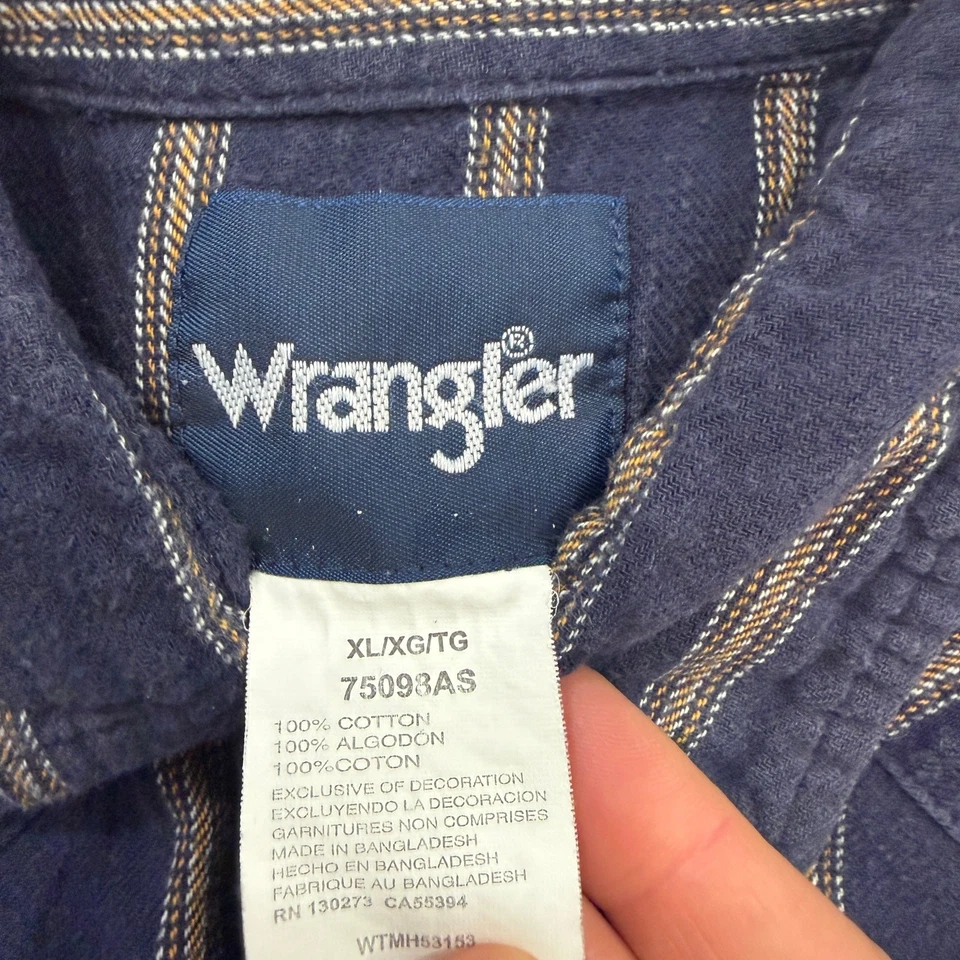 Wrangler®
XL/XG/TG
75098AS
100% COTTON
100% ALGODÓN
100%COTON
EXCLUSIVE OF DECORATION
EXCLUYENDO LA DECORACION
GARNITURES NON COMPRISES
MADE IN BANGLADESH
HECHO EN BANGLADESH
FABRIQUE AU BANGLADESH
RN 130273 CA55394
WTMH53153